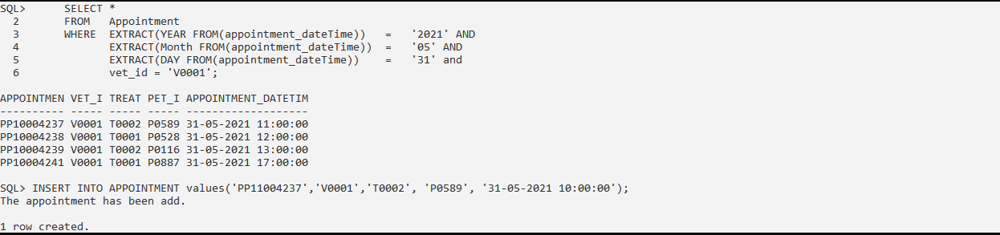 SQL>      SELECT *
  2       FROM   Appointment
  3       WHERE  EXTRACT(YEAR FROM(appointment_dateTime))   =   '2021' AND
  4              EXTRACT(Month FROM(appointment_dateTime))  =   '05' AND
  5              EXTRACT(DAY FROM(appointment_dateTime))    =   '31' and
  6              vet_id = 'V0001';
APPOINTMEN VET_I TREAT PET_I APPOINTMENT_DATETIM
---------- ----- ----- ----- -------------------
PP10004237 V0001 T0002 P0589 31-05-2021 11:00:00
PP10004238 V0001 T0001 P0528 31-05-2021 12:00:00
PP10004239 V0001 T0002 P0116 31-05-2021 13:00:00
PP10004241 V0001 T0001 P0887 31-05-2021 17:00:00
SQL> INSERT INTO APPOINTMENT values('PP11004237','V0001','T0002', 'P0589', '31-05-2021 10:00:00');
The appointment has been add.
1 row created.